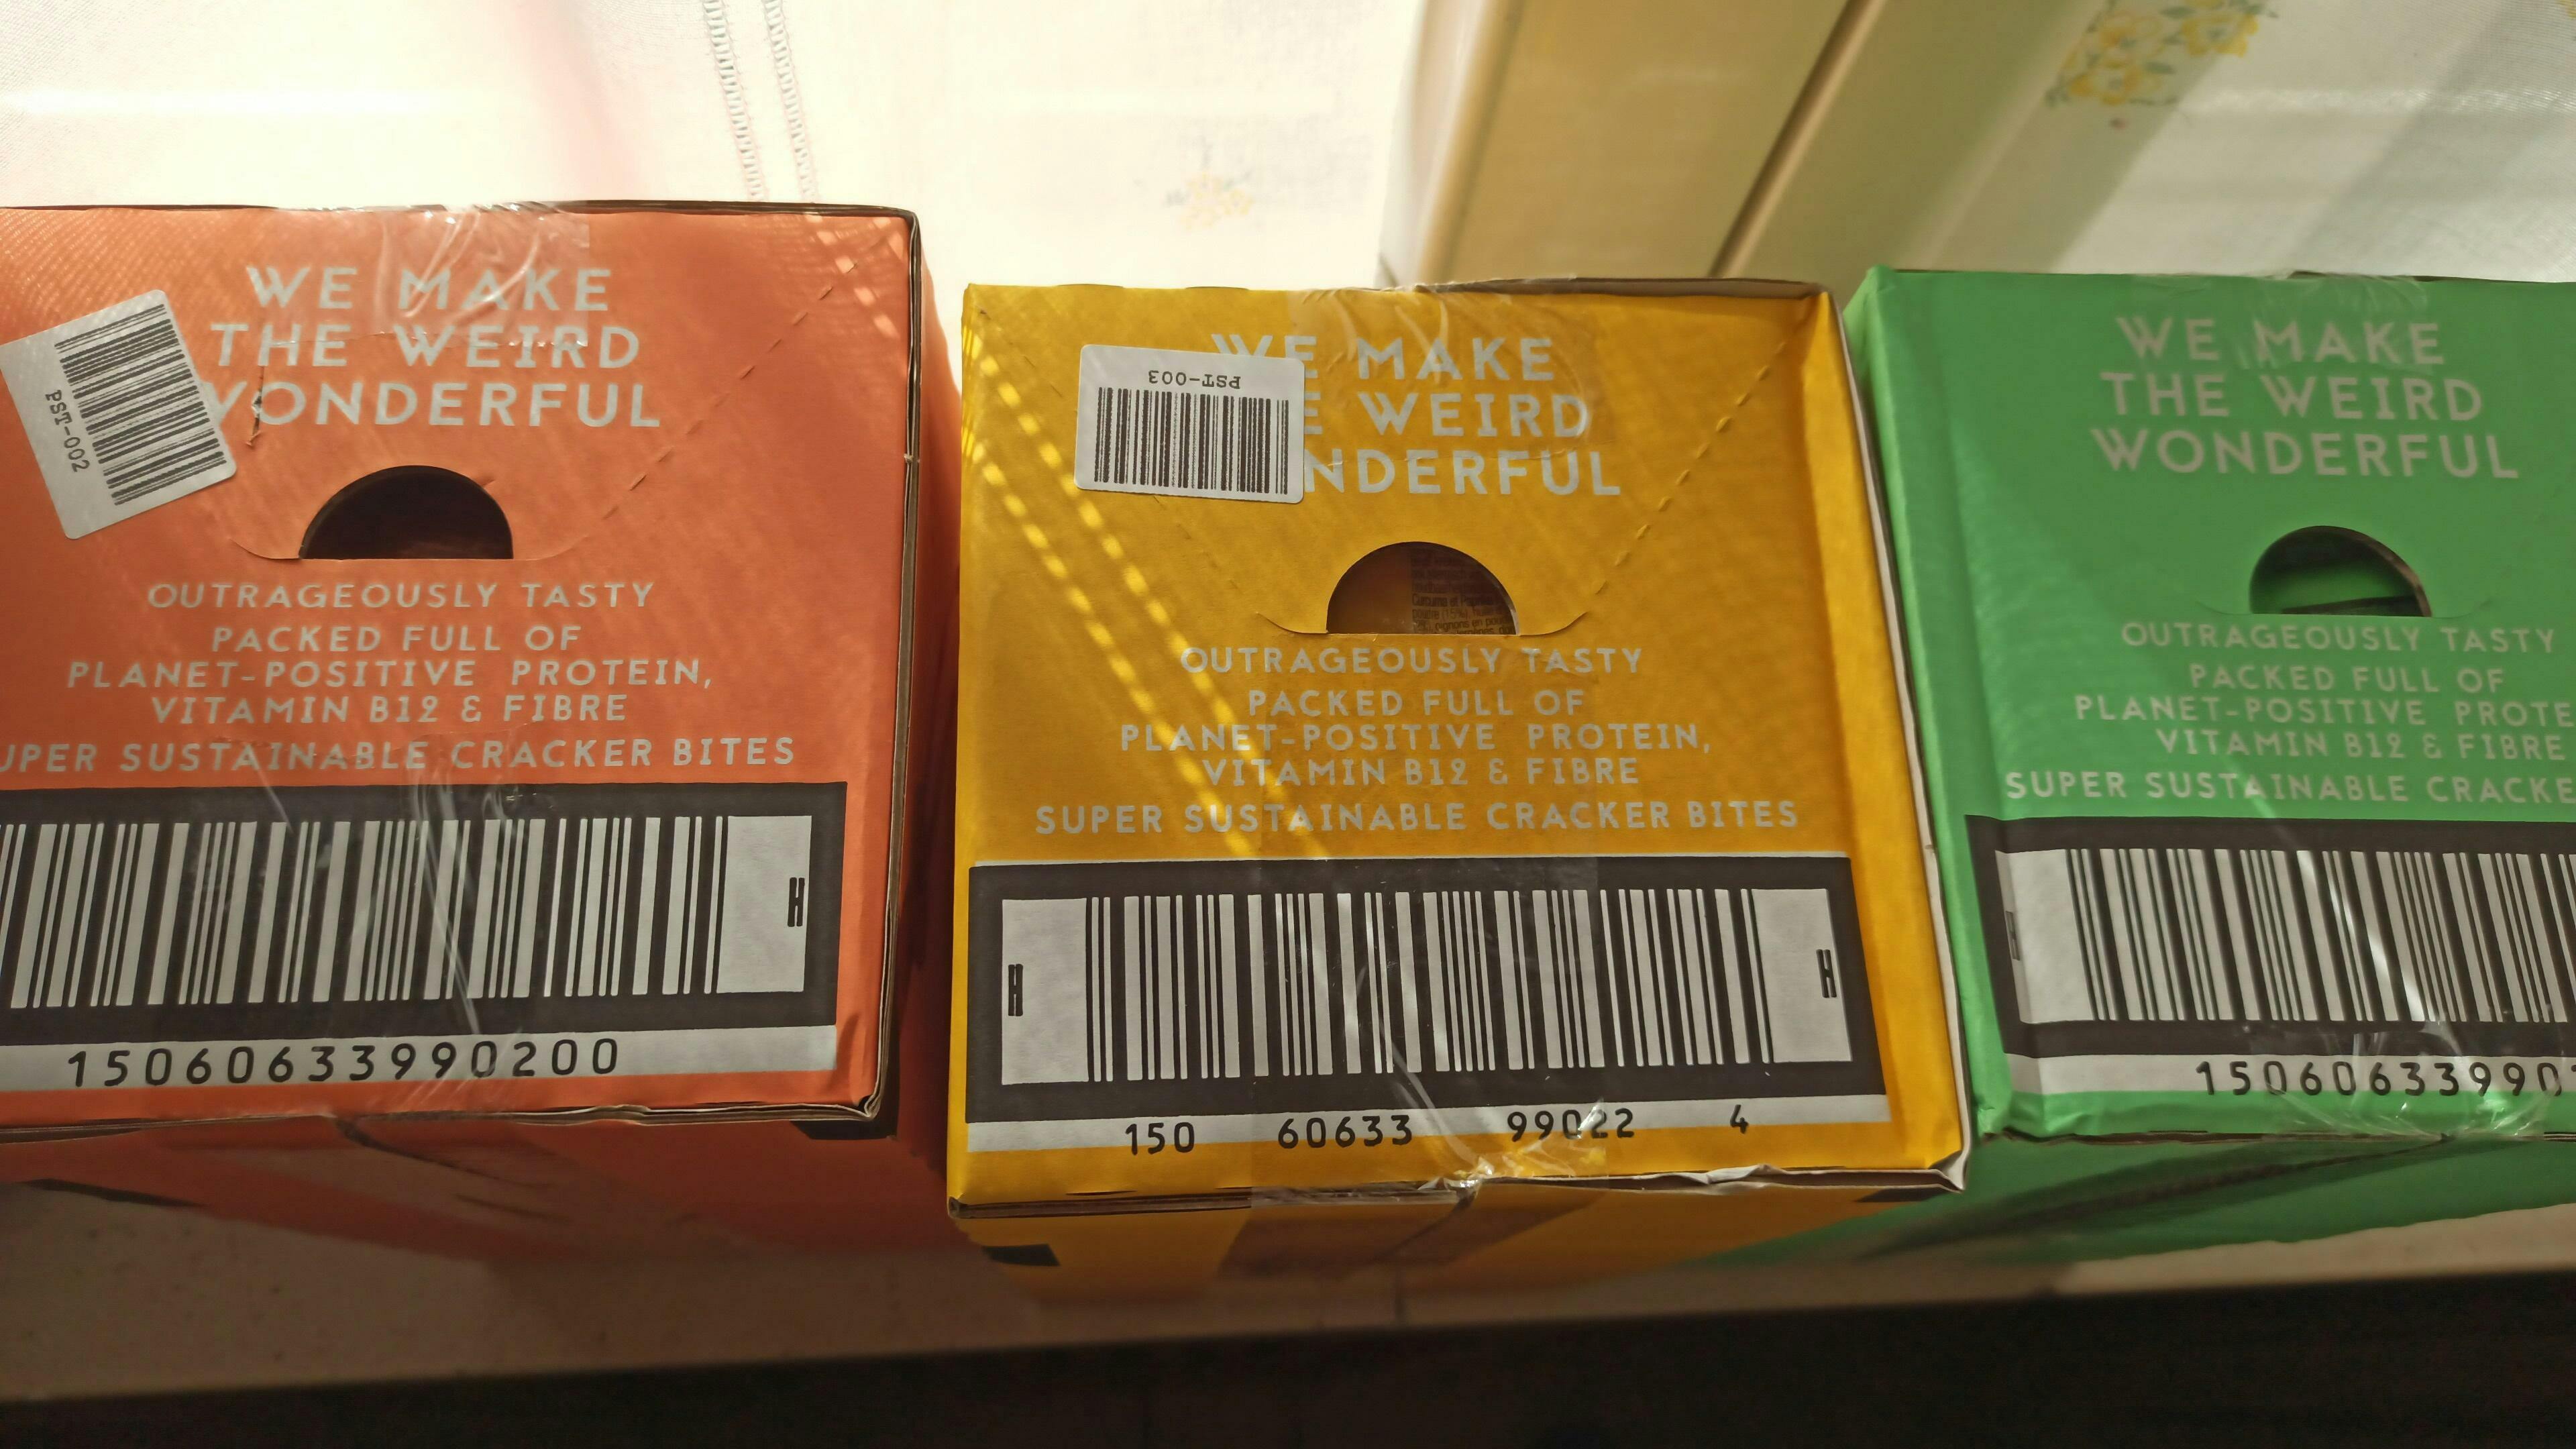 WE MAKE
THE WEIRD
WONDERFUL
PST-002
OUTRAGEOUSLY TASTY
PACKED FULL OF
PLANET-POSITIVE PROTEIN,
VITAMIN B12 & FIBRE
UPER SUSTAINABLE CRACKER BITES
H
15060633990200
WE MAKE
E WEIRD
NDERFUL
PST-003
OUTRAGEOUSLY TASTY
PACKED FULL OF
PLANET-POSITIVE PROTEIN,
VITAMIN B12 & FIBRE
SUPER SUSTAINABLE CRACKER BITES
H
H
150 60633 99022 4
WE MAKE
THE WEIRD
WONDERFUL
OUTRAGEOUSLY TASTY
PACKED FULL OF
PLANET-POSITIVE PROTE
VITAMIN B12 & FIBRE
SUPER SUSTAINABLE CRACKE
H
15060633990